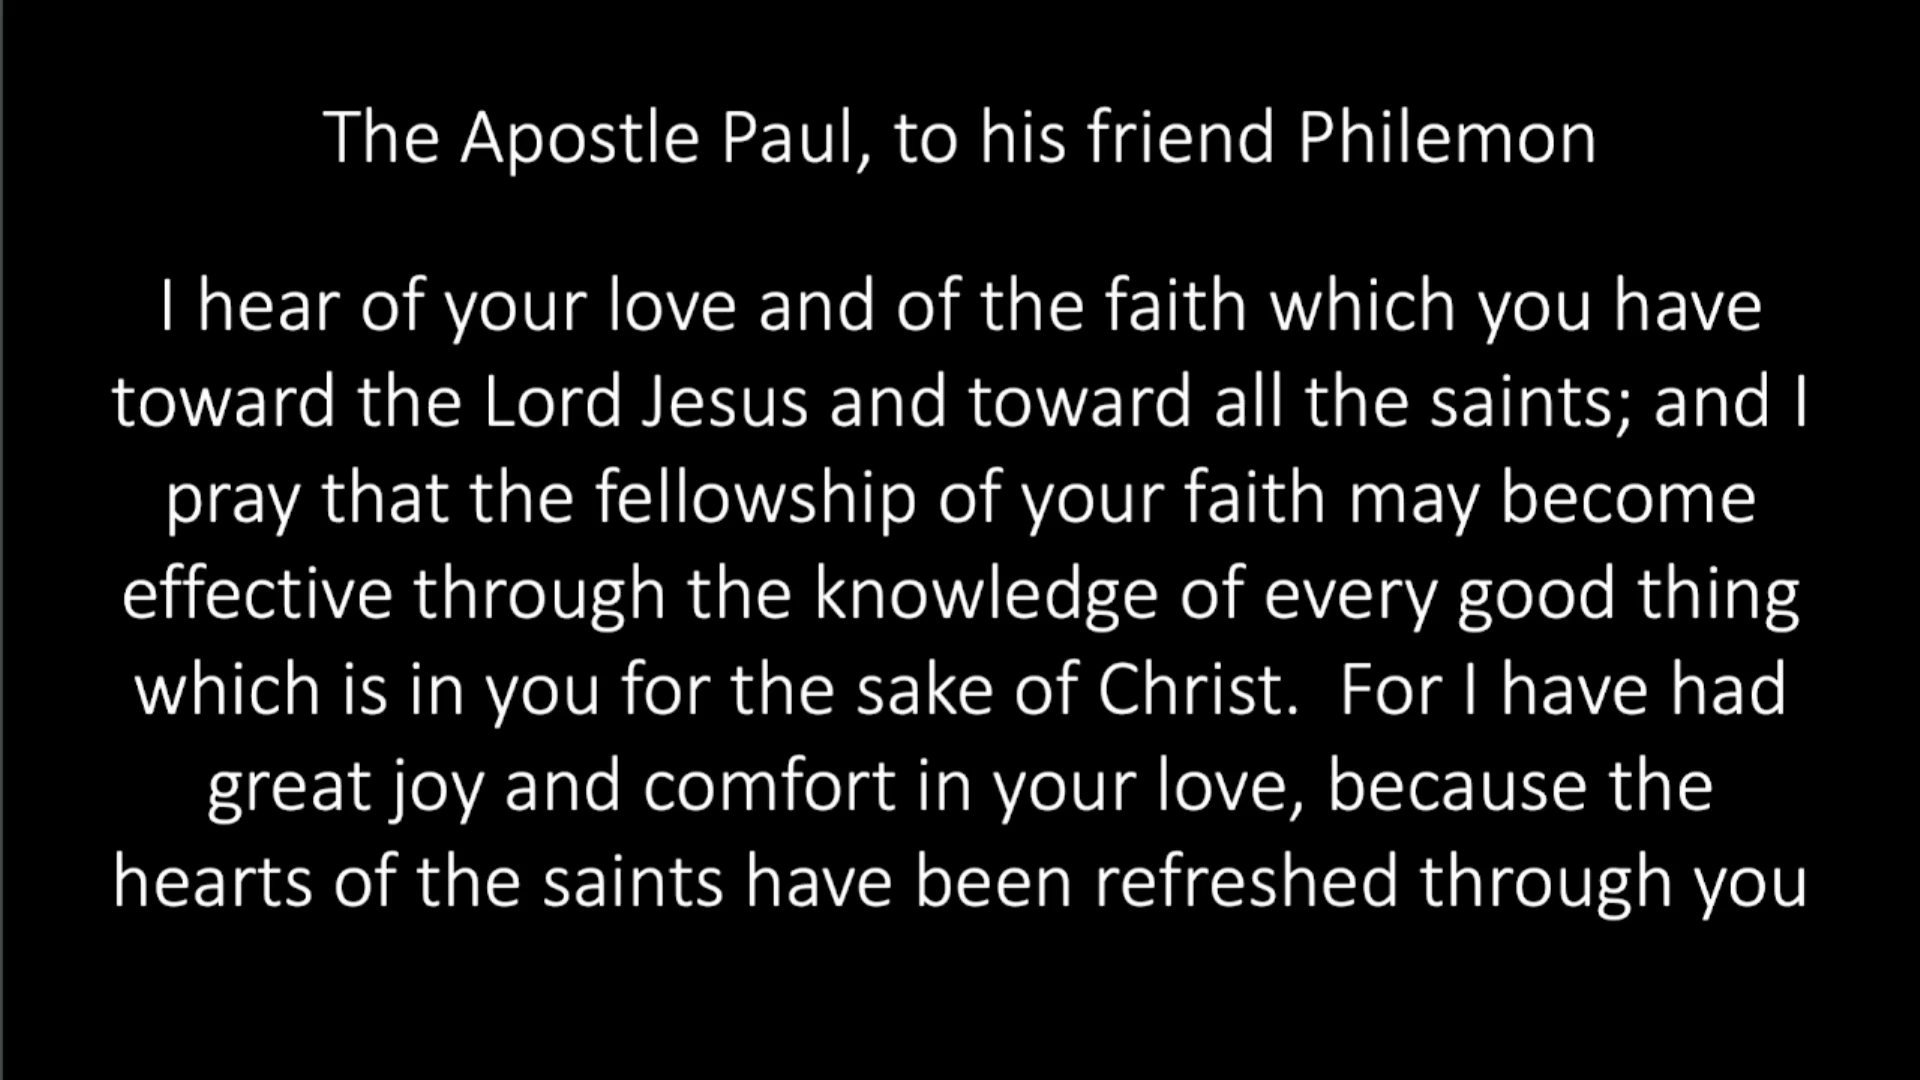 The Apostle Paul, to his friend Philemon
I hear of your love and of the faith which you have
toward the Lord Jesus and toward all the saints; and I
pray that the fellowship of your faith may become
effective through the knowledge of every good thing
which is in you for the sake of Christ.  For I have had
great joy and comfort in your love, because the
hearts of the saints have been refreshed through you